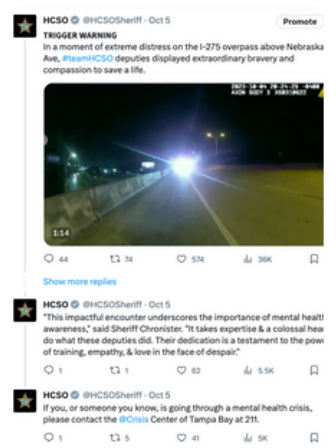 HCSO @HCSOSheriff · Oct 5
Promote
TRIGGER WARNING
In a moment of extreme distress on the I-275 overpass above Nebraska
Ave, #teamHCSO deputies displayed extraordinary bravery and
compassion to save a life.
AXON BODY 3
1:14
44 74 574 36K
Show more replies
HCSO @HCSOSheriff · Oct 5
"This impactful encounter underscores the importance of mental healt
awareness," said Sheriff Chronister. "It takes expertise & a colossal hea
do what these deputies did. Their dedication is a testament to the pow
of training, empathy, & love in the face of despair."
1 1 62 5.5K
HCSO @HCSOSheriff · Oct 5
If you, or someone you know, is going through a mental health crisis,
please contact the @Crisis Center of Tampa Bay at 211.
1 5 41 5K